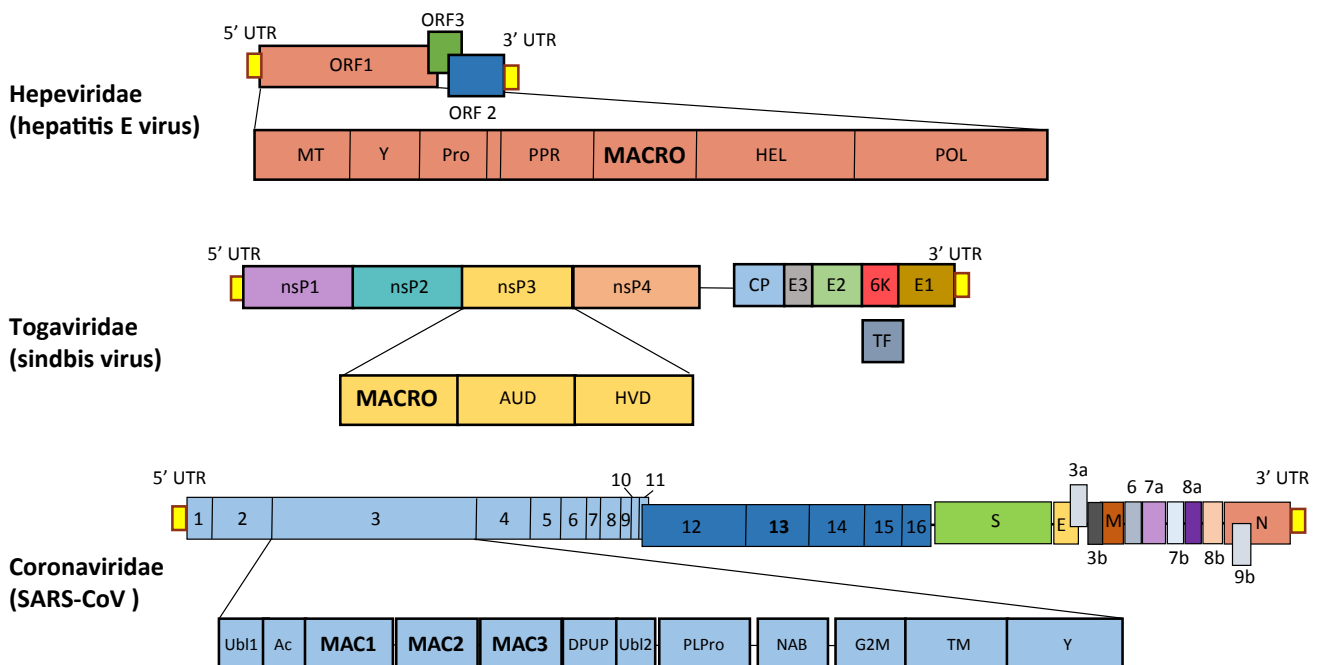 ORF3
5’ UTR
3’ UTR
ORF1
ORF 2
Hepeviridae
(hepatitis E virus)
MT Y Pro PPR MACRO HEL POL
5’ UTR
3’ UTR
nsP1 nsP2 nsP3 nsP4 CP E3 E2 6K E1
TF
Togaviridae
(sindbis virus)
MACRO AUD HVD
5’ UTR
10 11
3a
6 7a 8a
3’ UTR
1 2 3 4 5 6 7 8 9 12 13 14 15 16 S E M N
3b 7b 8b 9b
Coronaviridae
(SARS-CoV )
Ubl1 Ac MAC1 MAC2 MAC3 DPUP Ubl2 PLPro NAB G2M TM Y